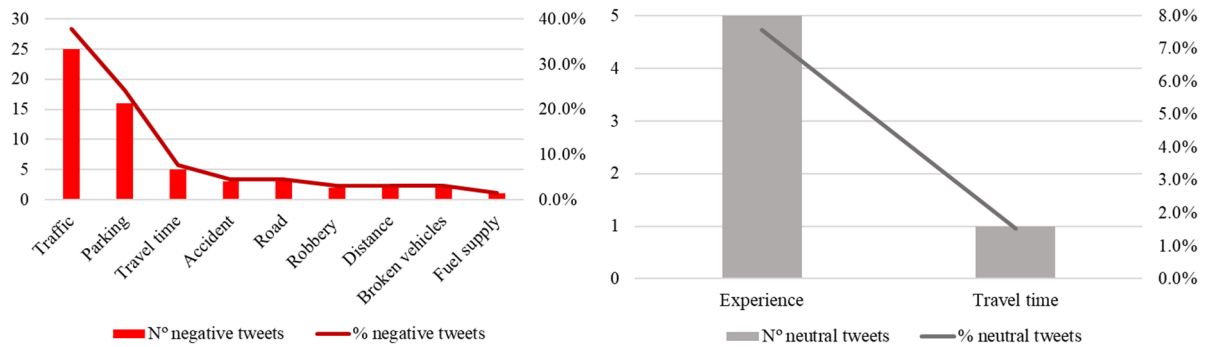 30
25
20
15
10
5
0
40.0%
30.0%
20.0%
10.0%
0.0%
Traffic
Parking
Travel time
Accident
Road
Robbery
Distance
Broken vehicles
Fuel supply
Nº negative tweets
% negative tweets
5
4
3
2
1
0
8.0%
7.0%
6.0%
5.0%
4.0%
3.0%
2.0%
1.0%
0.0%
Experience
Travel time
Nº neutral tweets
% neutral tweets